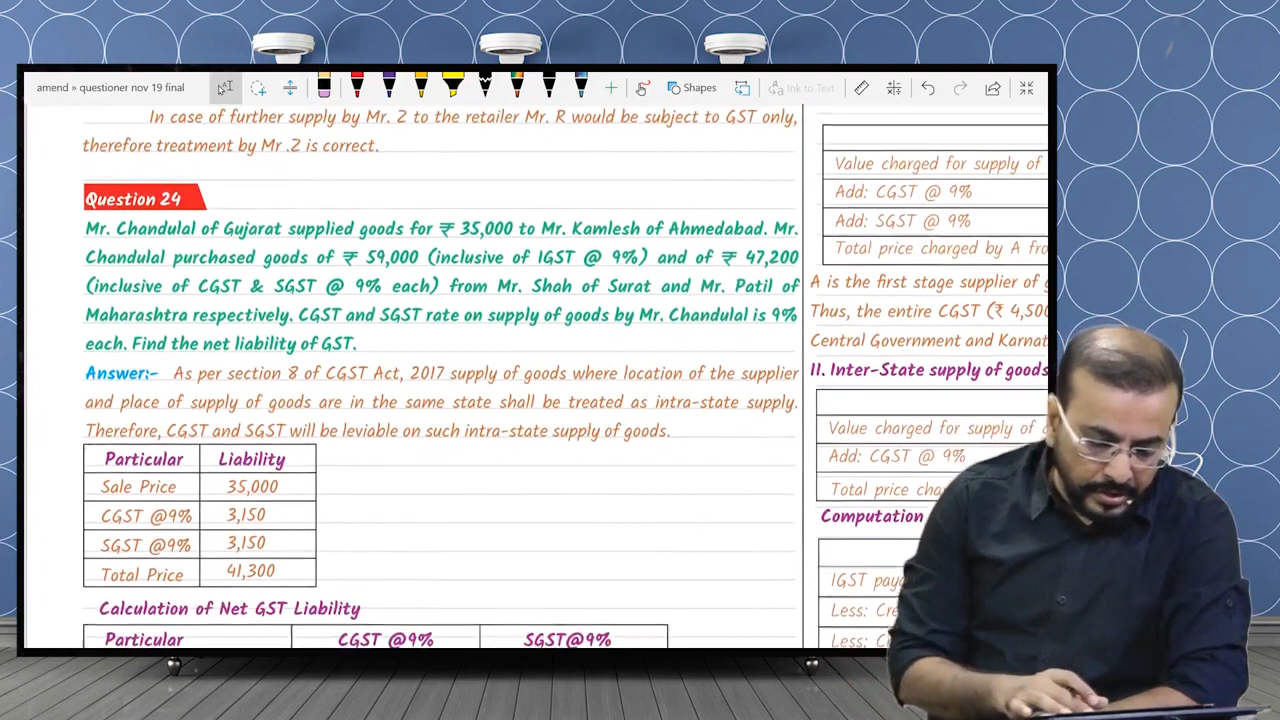 amend » questioner nov 19 final
Shapes
Ink to Text
In case of further supply by Mr. Z to the retailer Mr. R would be subject to GST only,
therefore treatment by Mr .Z is correct.
Question 24
Mr. Chandulal of Gujarat supplied goods for ₹ 35,000 to Mr. Kamlesh of Ahmedabad. Mr.
Chandulal purchased goods of ₹ 59,000 (inclusive of IGST @ 9%) and of ₹ 47,200
(inclusive of CGST & SGST @ 9% each) from Mr. Shah of Surat and Mr. Patil of
Maharashtra respectively. CGST and SGST rate on supply of goods by Mr. Chandulal is 9%
each. Find the net liability of GST.
Answer:- As per section 8 of CGST Act, 2017 supply of goods where location of the supplier
and place of supply of goods are in the same state shall be treated as intra-state supply.
Therefore, CGST and SGST will be leviable on such intra-state supply of goods.
Particular Liability
Sale Price 35,000
CGST @9% 3,150
SGST @9% 3,150
Total Price 41,300
Calculation of Net GST Liability
Particular CGST @9% SGST@9%
Value charged for supply of
Add: CGST @ 9%
Add: SGST @ 9%
Total price charged by A
A is the first stage supplier of
Thus, the entire CGST (₹ 4,500
Central Government and
II. Inter-State supply of goods
Value charged for supply of
Add: CGST @ 9%
Total price
Computation
IGST
Less:
Less: